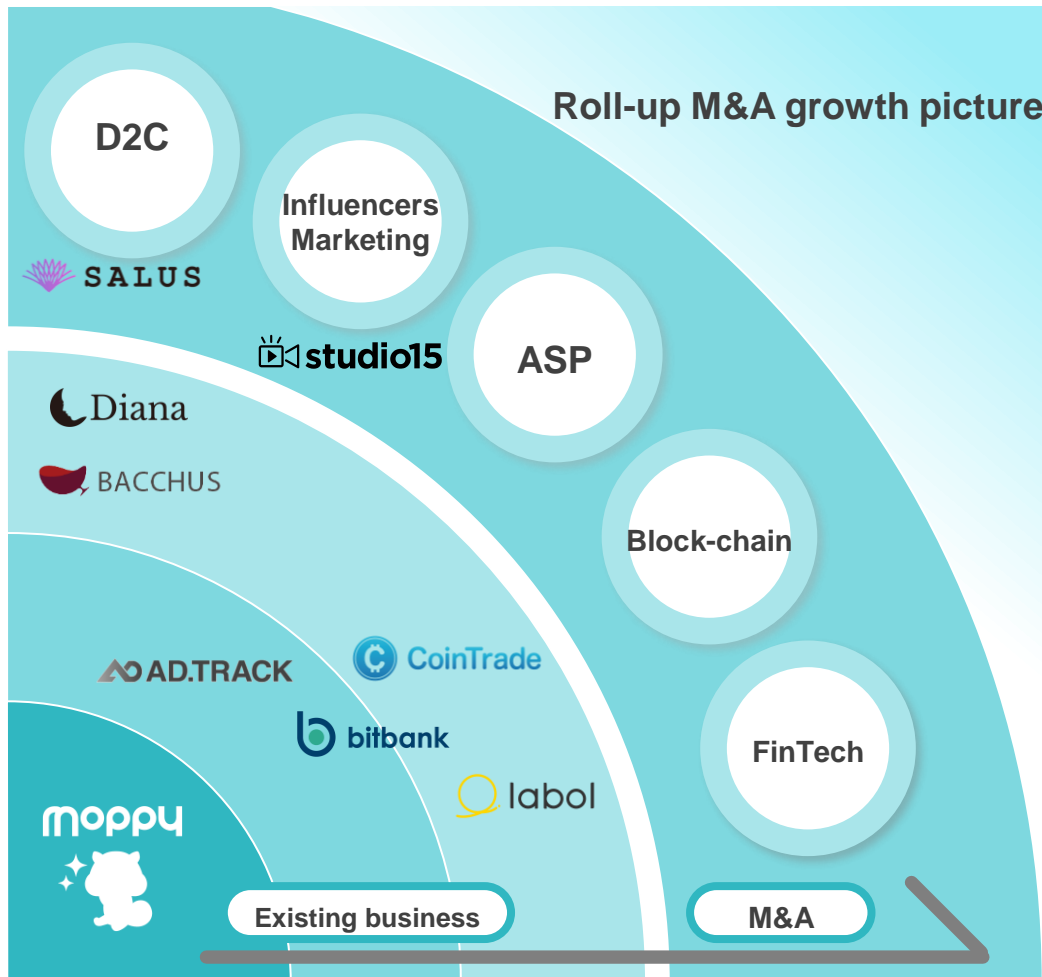 Roll-up M&A growth picture
D2C
Influencers
Marketing
SALUS
studio15
ASP
Diana
BACCHUS
Block-chain
AD.TRACK
CoinTrade
bitbank
labol
FinTech
moppy
Existing business
M&A